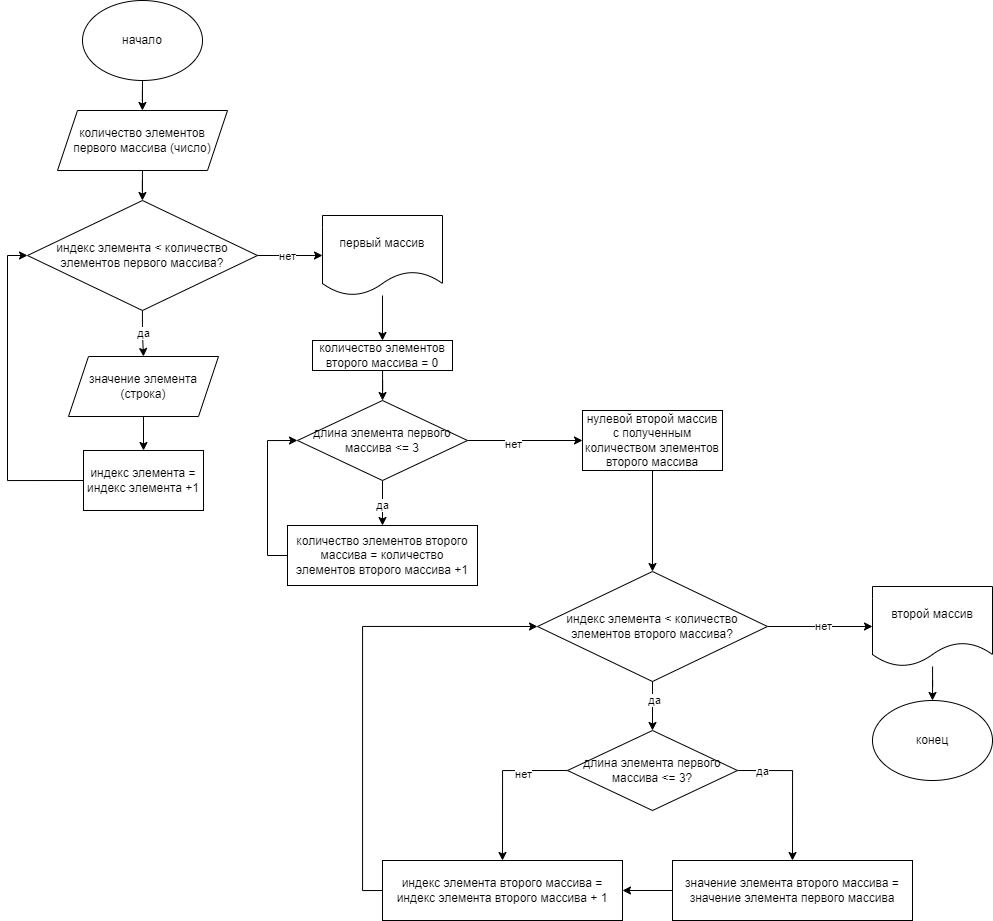 начало
количество элементов
первого массива (число)
индекс элемента < количество
элементов первого массива?
нет
первый массив
да
значение элемента
(строка)
индекс элемента =
индекс элемента +1
количество элементов
второго массива = 0
длина элемента первого
массива <= 3
нет
нулевой второй массив
с полученным
количеством элементов
второго массива
да
количество элементов второго
массива = количество
элементов второго массива +1
индекс элемента < количество
элементов второго массива?
нет
второй массив
да
конец
длина элемента первого
массива <= 3?
нет
да
индекс элемента второго массива =
индекс элемента второго массива + 1
значение элемента второго массива =
значение элемента первого массива